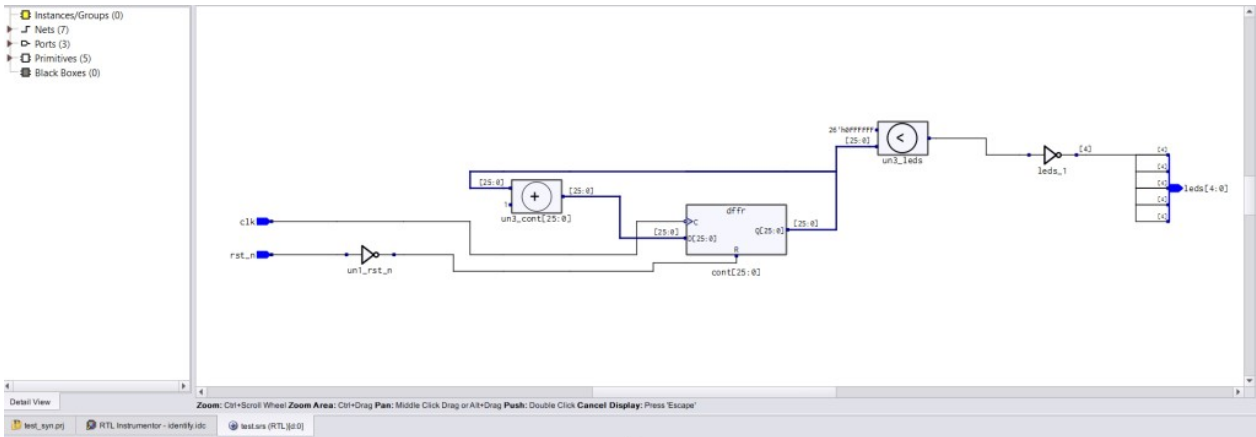 Instances/Groups (0)
Nets (7)
Ports (3)
Primitives (5)
Black Boxes (0)
26'h0FFFFFF
[25:0]
un3_leds
[4]
leds_1
[4]
[4]
[4]
[4]
[4]
leds[4:0]
[25:0]
[25:0]
1
un3_cont[25:0]
clk
dffr
C
[25:0]
D[25:0]
Q[25:0]
[25:0]
R
cont[25:0]
rst_n
un1_rst_n
Detail View
Zoom: Ctrl+Scroll Wheel Zoom Area: Ctrl+Drag Pan: Middle Click Drag or Alt+Drag Push: Double Click Cancel Display: Press 'Escape'
test_syn.prj
RTL Instrumentor - identify.idc
test.srs (RTL)[d:0]